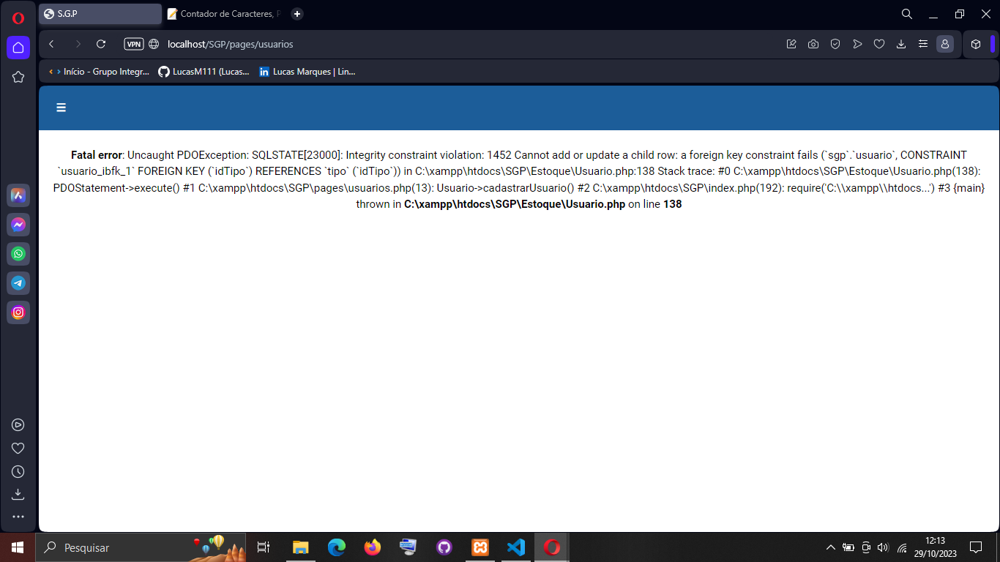 S.G.P
Contador de Caracteres, P
VPN
localhost/SGP/pages/usuarios
Início - Grupo Integr...
LucasM111 (Lucas...
Lucas Marques | Lin...
Fatal error: Uncaught PDOException: SQLSTATE[23000]: Integrity constraint violation: 1452 Cannot add or update a child row: a foreign key constraint fails (`sgp`.`usuario`, CONSTRAINT
`usuario_ibfk_1` FOREIGN KEY (`idTipo`) REFERENCES `tipo` (`idTipo`)) in C:\xampp\htdocs\SGP\Estoque\Usuario.php:138 Stack trace: #0 C:\xampp\htdocs\SGP\Estoque\Usuario.php(138):
PDOStatement->execute() #1 C:\xampp\htdocs\SGP\pages\usuarios.php(13): Usuario->cadastrarUsuario() #2 C:\xampp\htdocs\SGP\index.php(192): require('C:\\xampp\\htdocs...') #3 {main}
thrown in C:\xampp\htdocs\SGP\Estoque\Usuario.php on line 138
Pesquisar
12:13
29/10/2023